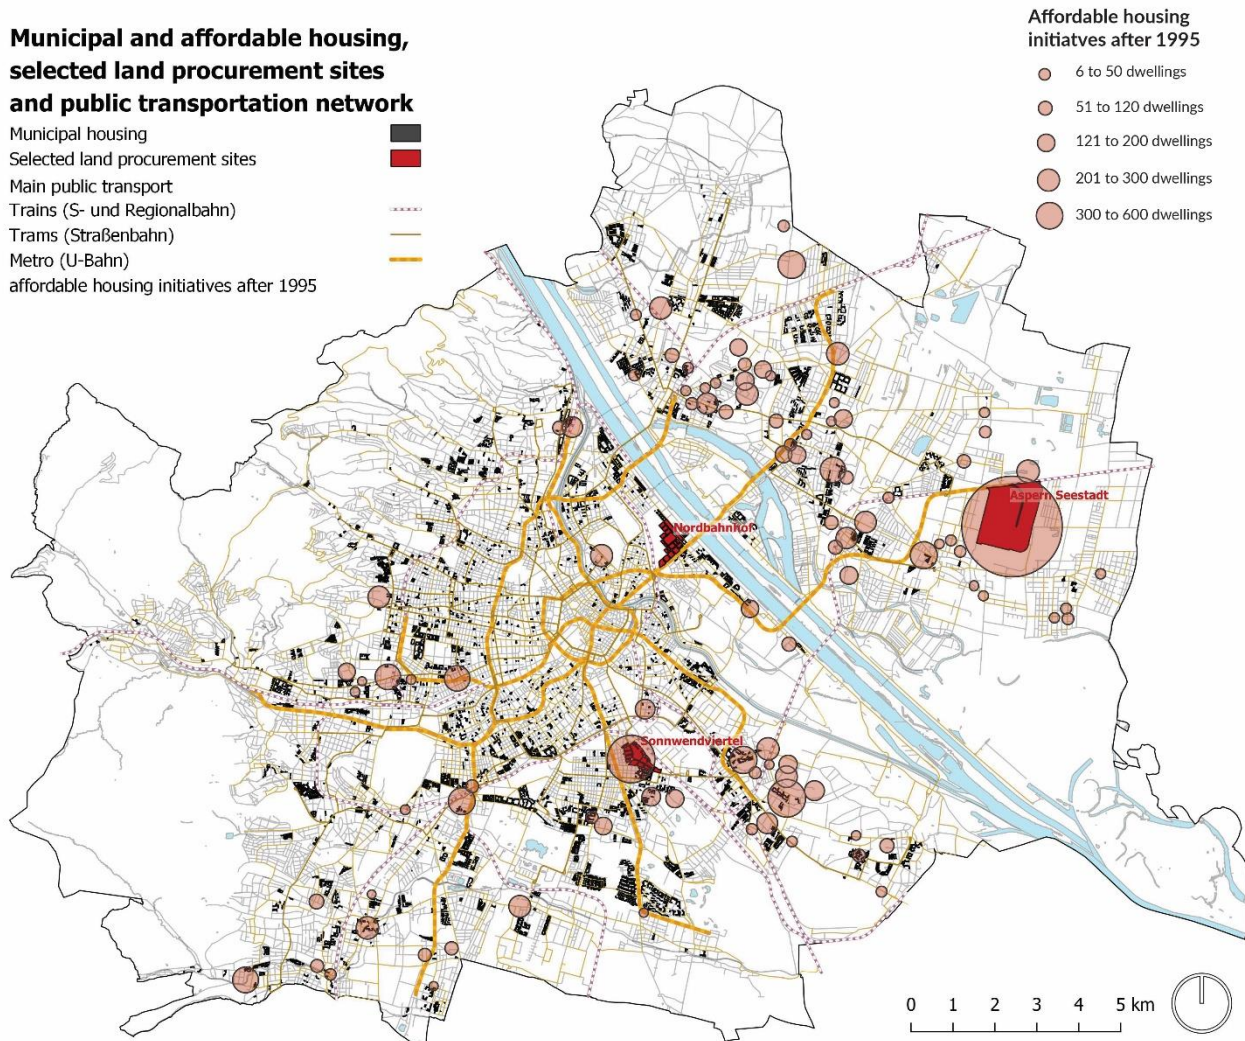 Municipal and affordable housing,
selected land procurement sites
and public transportation network
Municipal housing
Selected land procurement sites
Main public transport
Trains (S- und Regionalbahn)
Trams (Straßenbahn)
Metro (U-Bahn)
affordable housing initiatives after 1995
Affordable housing
initiatves after 1995
6 to 50 dwellings
51 to 120 dwellings
121 to 200 dwellings
201 to 300 dwellings
300 to 600 dwellings
Aspern Seestadt
Nordbahnhof
Sonnwendviertel
0 1 2 3 4 5 km